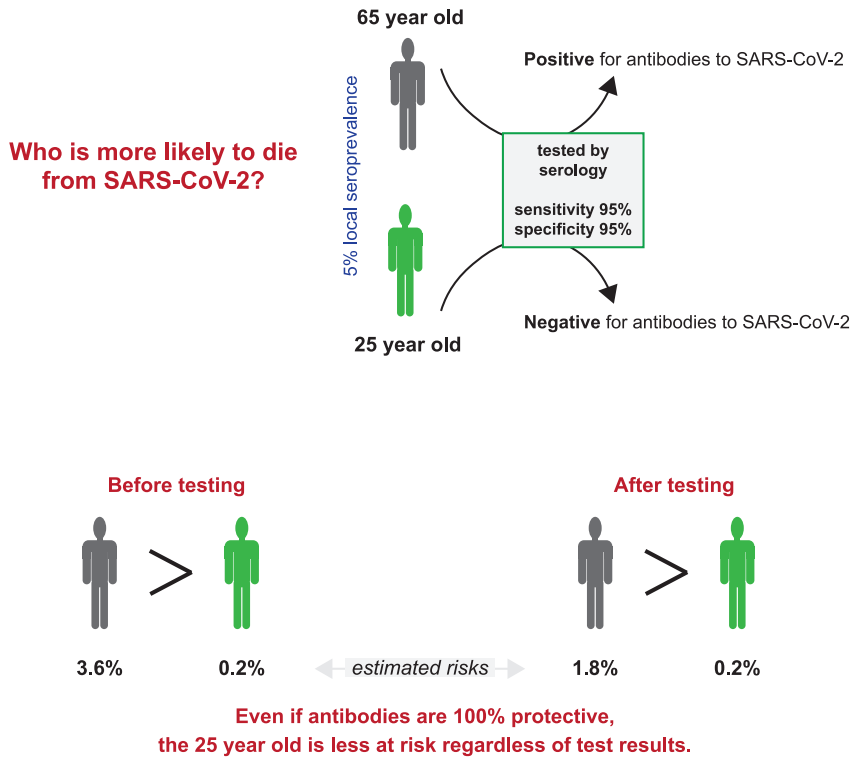 65 year old
Positive for antibodies to SARS-CoV-2
Who is more likely to die
from SARS-CoV-2?
5% local seroprevalence
tested by
serology
sensitivity 95%
specificity 95%
Negative for antibodies to SARS-CoV-2
25 year old
Before testing
After testing
>
>
3.6%
0.2%
estimated risks
1.8%
0.2%
Even if antibodies are 100% protective,
the 25 year old is less at risk regardless of test results.